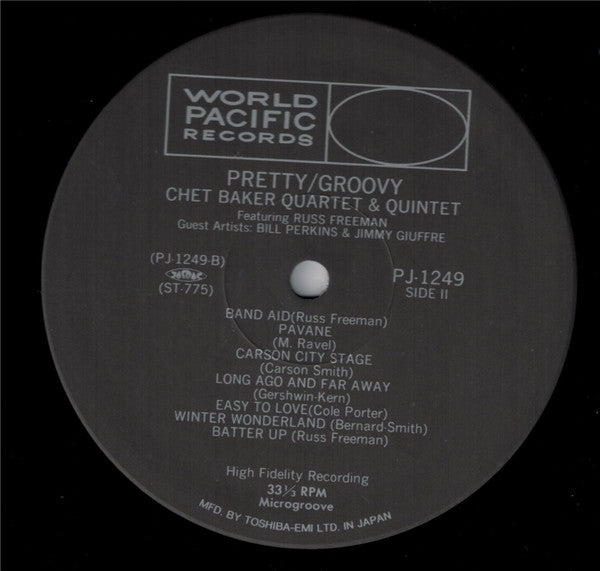 WORLD
PACIFIC
RECORDS
PRETTY/GROOVY
CHET BAKER QUARTET & QUINTET
Featuring RUSS FREEMAN
Guest Artists: BILL PERKINS & JIMMY GIUFFRE
(PJ-1249-B)
(ST-775)
PJ-1249
SIDE II
BAND AID(Russ Freeman)
PAVANE
(M. Ravel)
CARSON CITY STAGE
(Carson Smith)
LONG AGO AND FAR AWAY
(Gershwin-Kern)
EASY TO LOVE(Cole Porter)
WINTER WONDERLAND (Bernard-Smith)
BATTER UP (Russ Freeman)
High Fidelity Recording
33⅓ RPM
Microgroove
MFD. BY TOSHIBA-EMI LTD. IN JAPAN